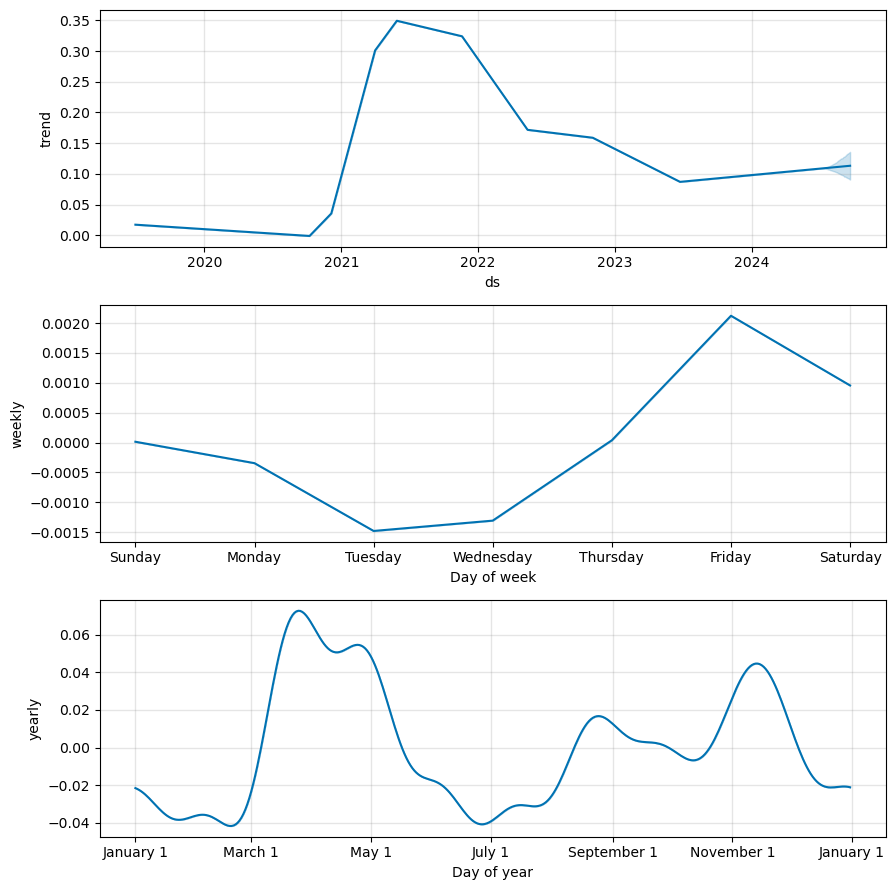 0.35
0.30
0.25
0.20
0.15
0.10
0.05
0.00
trend
2020 2021 2022 2023 2024
ds
0.0020
0.0015
0.0010
0.0005
0.0000
−0.0005
−0.0010
−0.0015
weekly
Sunday Monday Tuesday Wednesday Thursday Friday Saturday
Day of week
0.06
0.04
0.02
0.00
−0.02
−0.04
yearly
January 1 March 1 May 1 July 1 September 1 November 1 January 1
Day of year